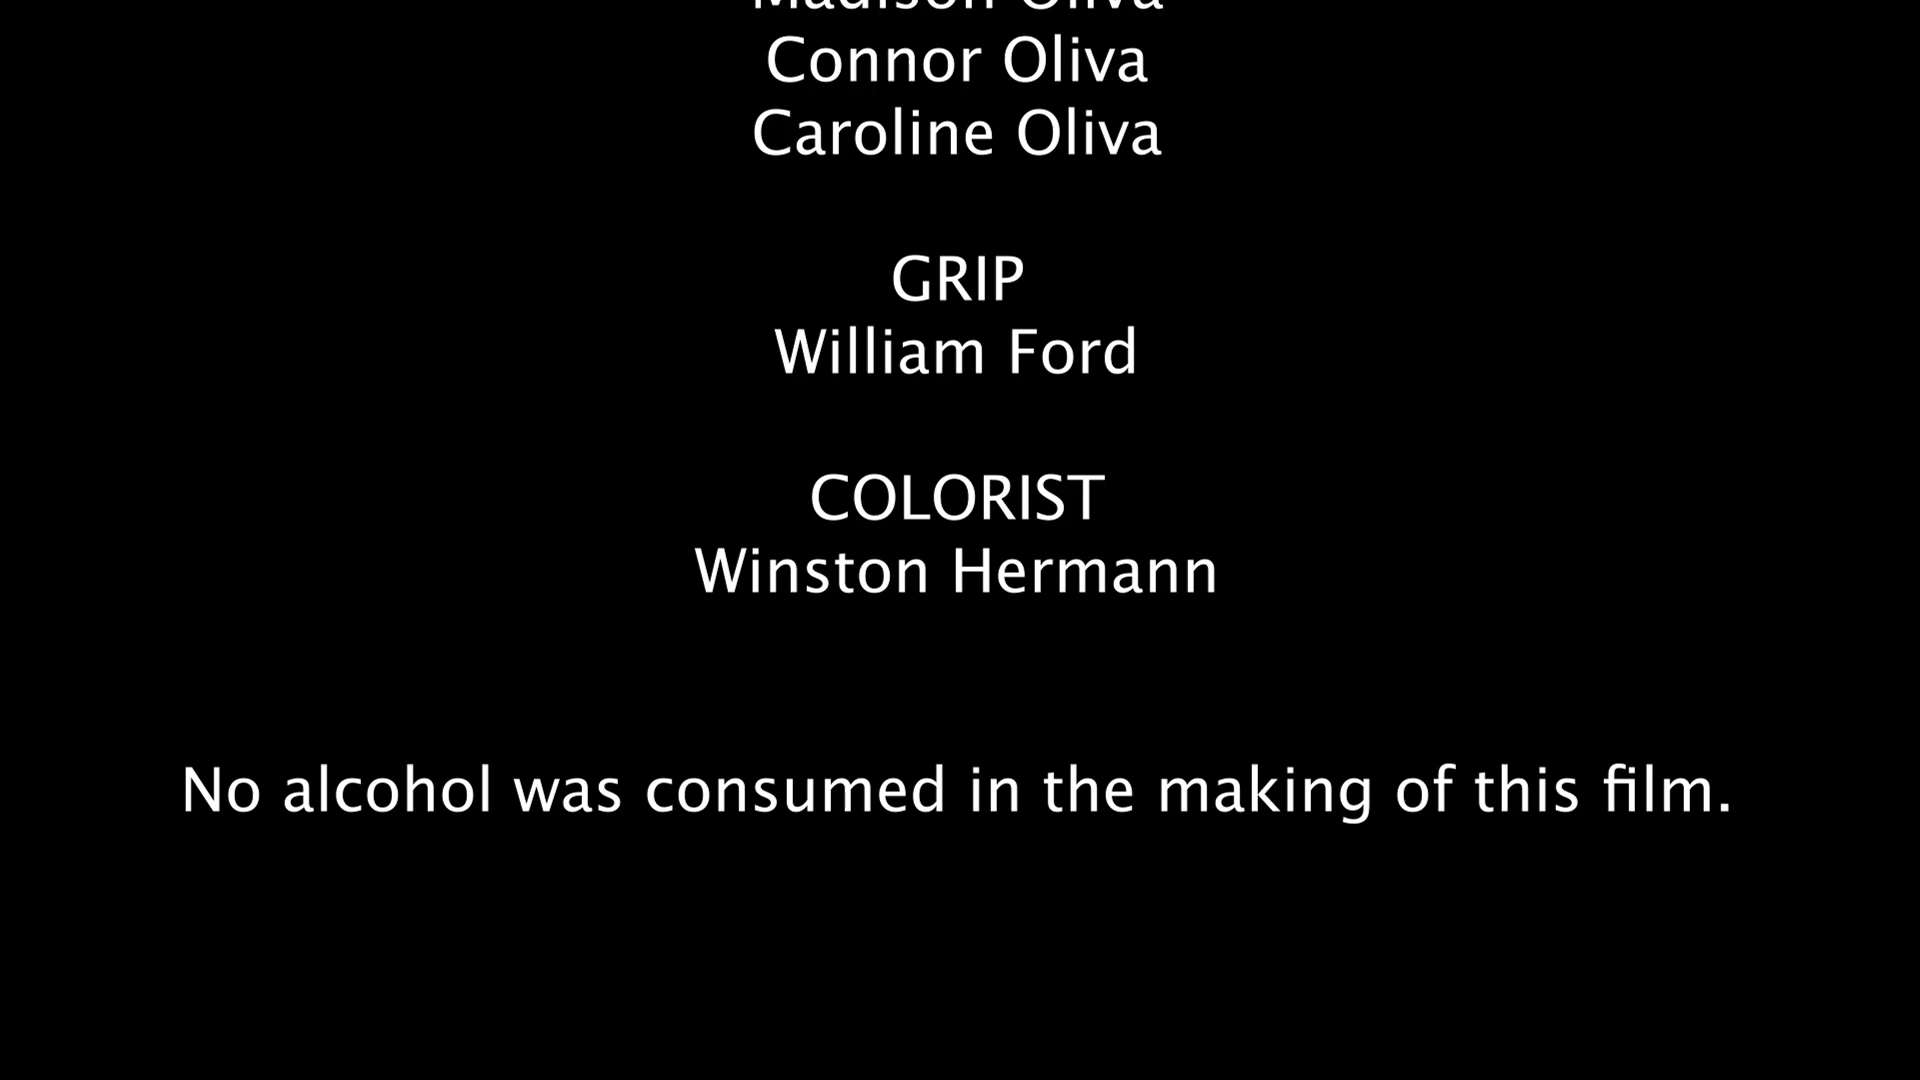 Madison Oliva
Connor Oliva
Caroline Oliva
GRIP
William Ford
COLORIST
Winston Hermann
No alcohol was consumed in the making of this film.